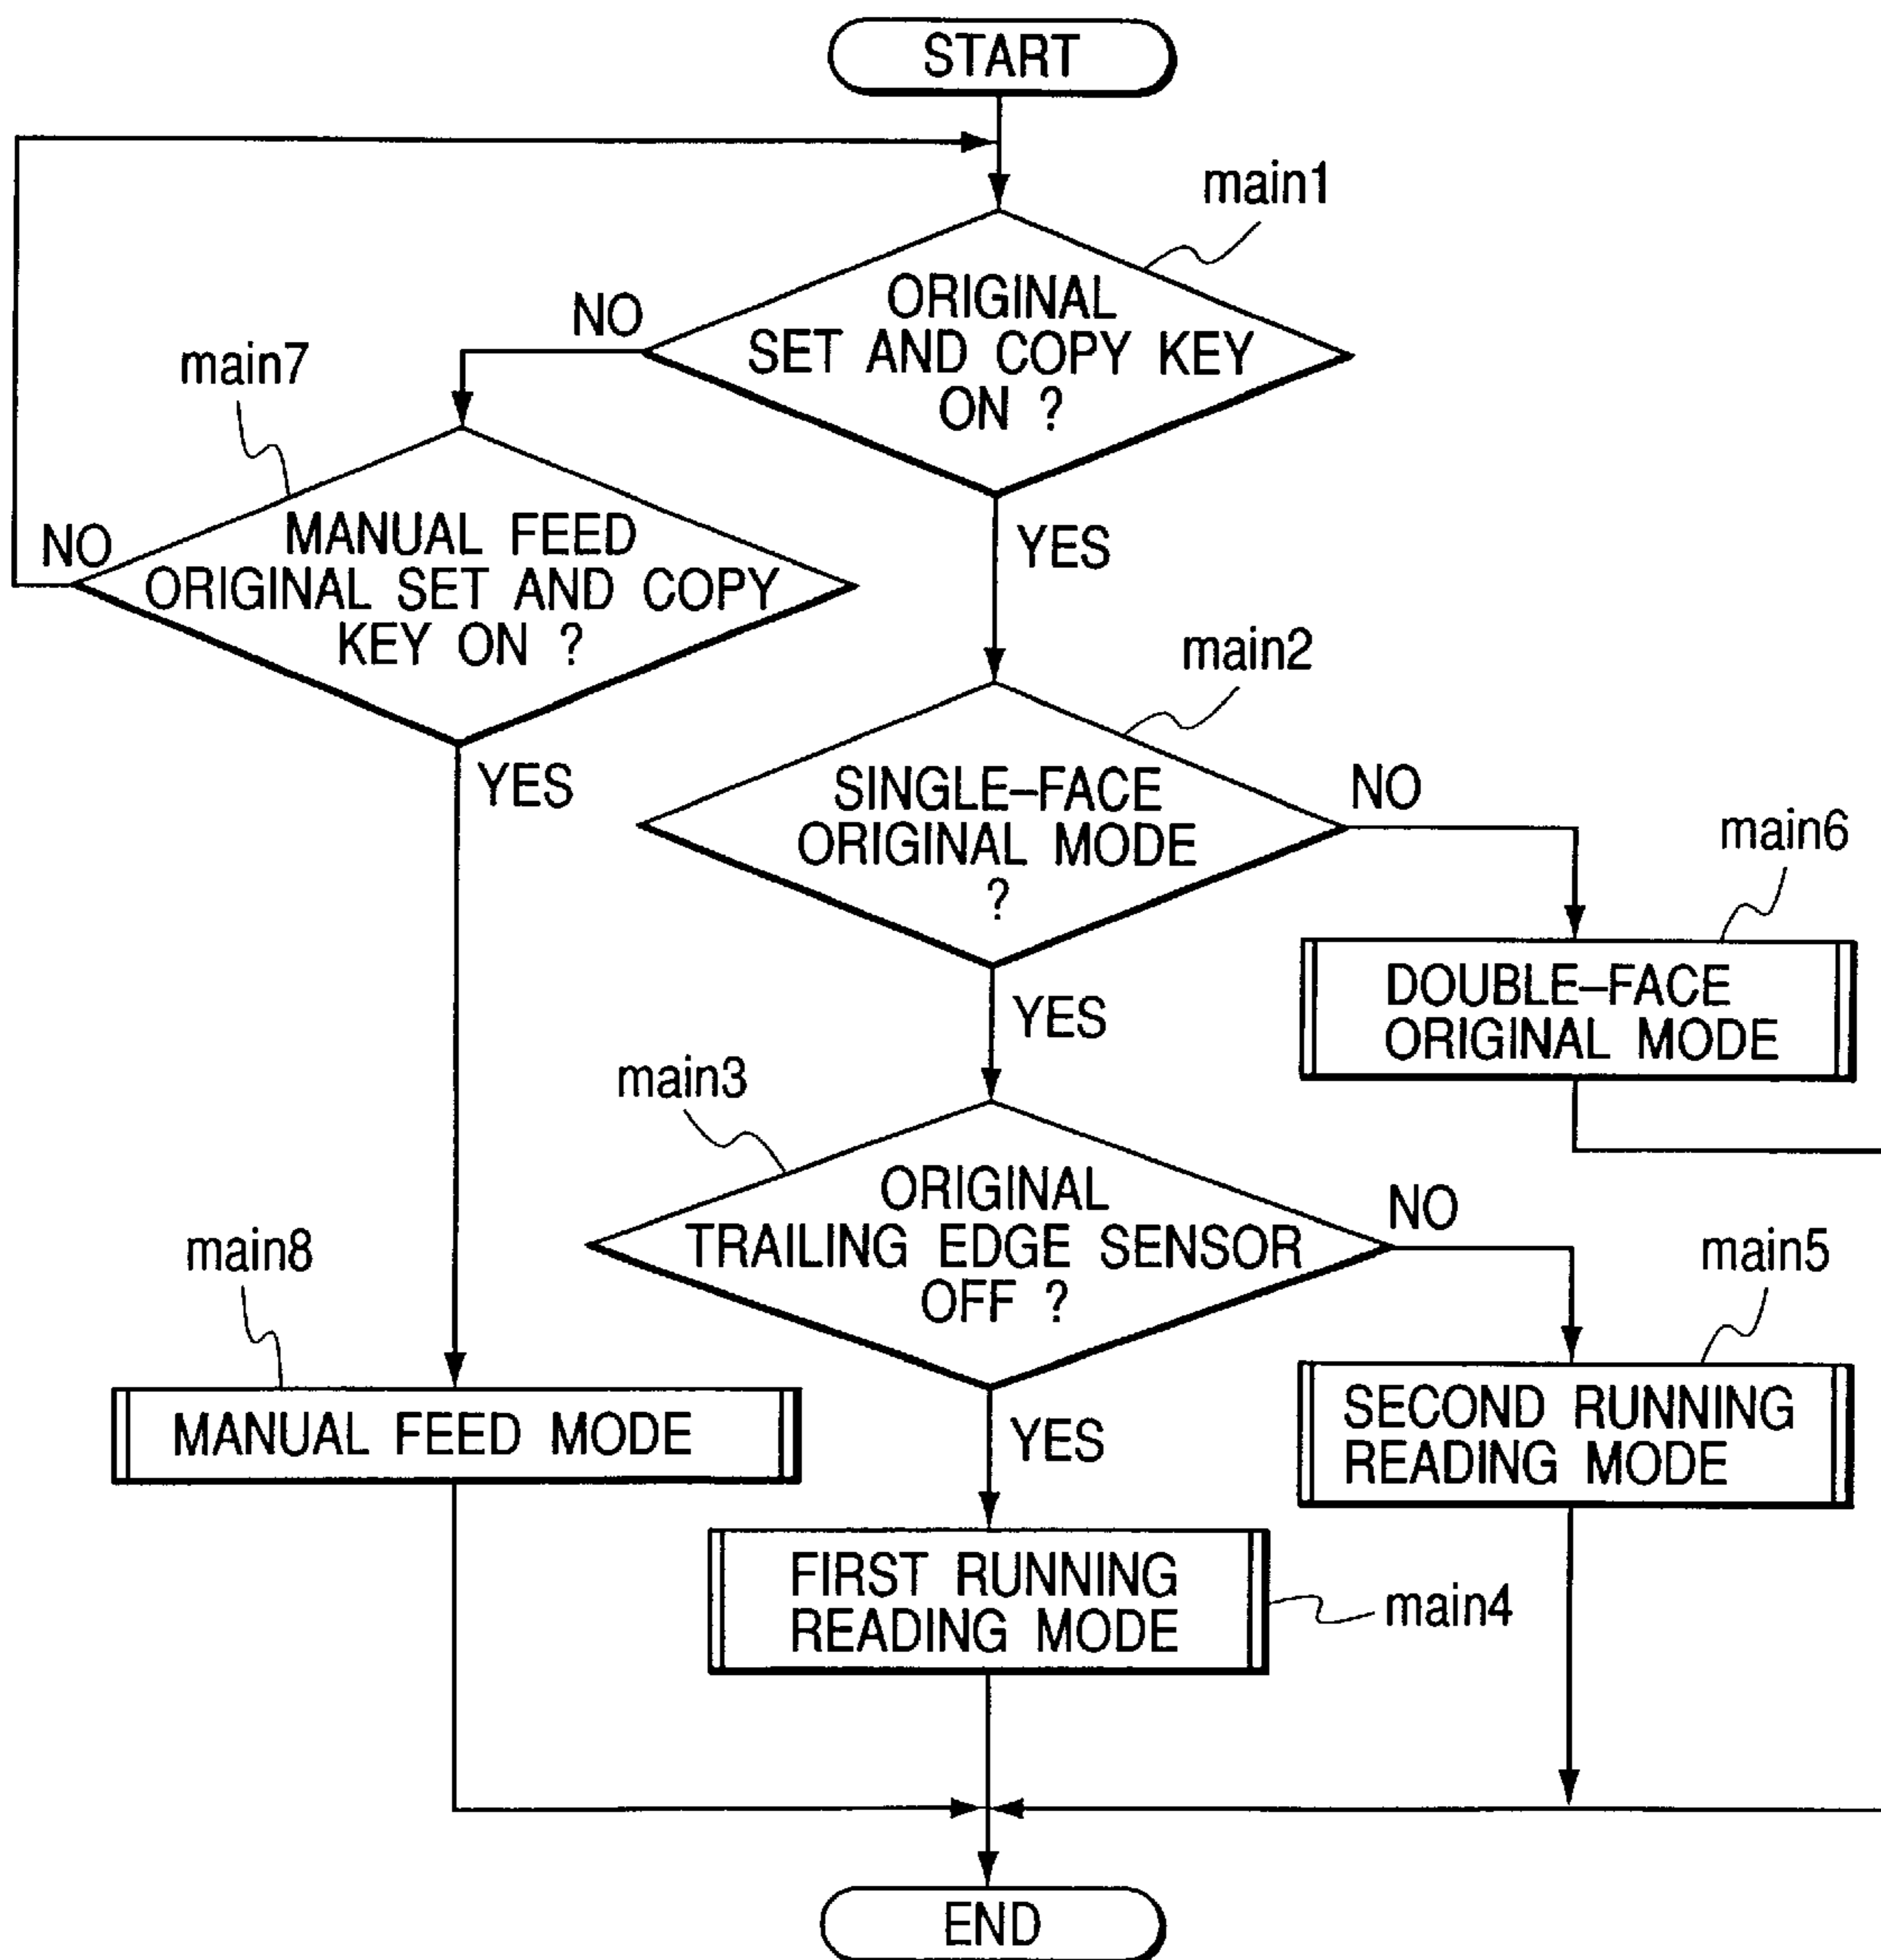 START
main1
ORIGINAL
SET AND COPY KEY
ON ?
NO
YES
main7
MANUAL FEED
ORIGINAL SET AND COPY
KEY ON ?
NO
YES
main2
SINGLE–FACE
ORIGINAL MODE
?
NO
YES
main6
DOUBLE–FACE
ORIGINAL MODE
main3
ORIGINAL
TRAILING EDGE SENSOR
OFF ?
NO
YES
main5
SECOND RUNNING
READING MODE
main8
MANUAL FEED MODE
FIRST RUNNING
READING MODE
main4
END